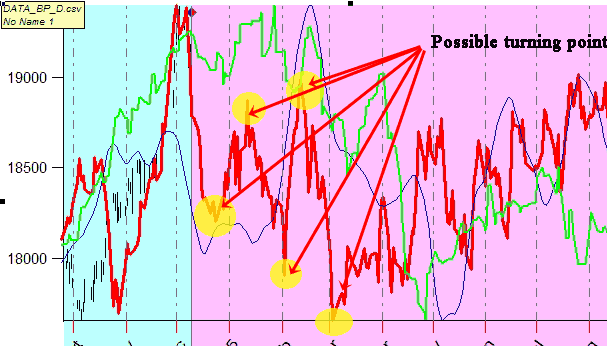 DATA_BP_D.csv
No Name 1
Possible turning point
19000
18500
18000